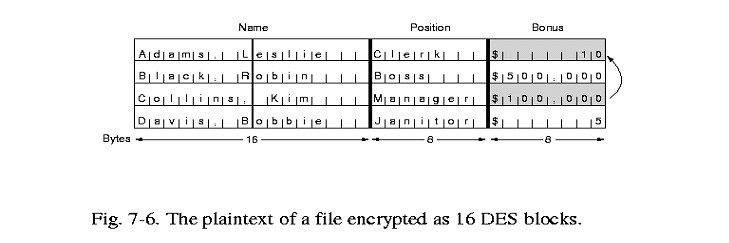 Name Position Bonus
Adams, Leslie Clerk $ 10
Black, Robin Boss $500,000
Collins, Kim Manager $100,000
Davis, Bobbie Janitor $ 5
Bytes 16 8 8
Fig. 7-6. The plaintext of a file encrypted as 16 DES blocks.